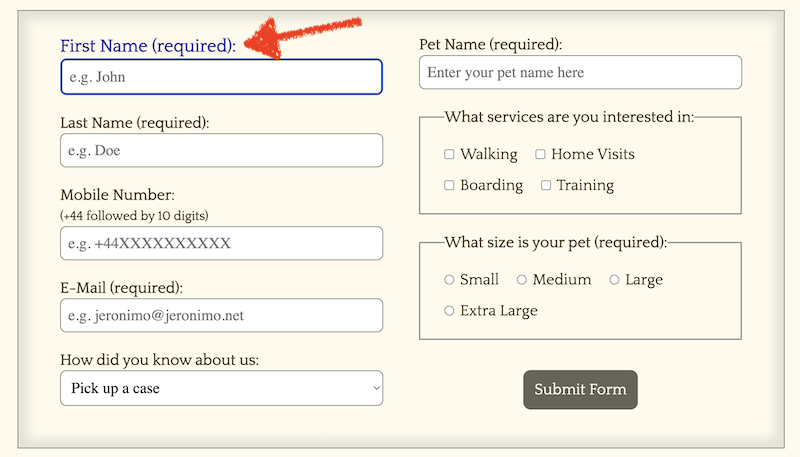 First Name (required):
e.g. John
Last Name (required):
e.g. Doe
Mobile Number:
(+44 followed by 10 digits)
e.g. +44XXXXXXXXXX
E-Mail (required):
e.g. jeronimo@jeronimo.net
How did you know about us:
Pick up a case
Pet Name (required):
Enter your pet name here
What services are you interested in:
Walking Home Visits
Boarding Training
What size is your pet (required):
Small Medium Large
Extra Large
Submit Form